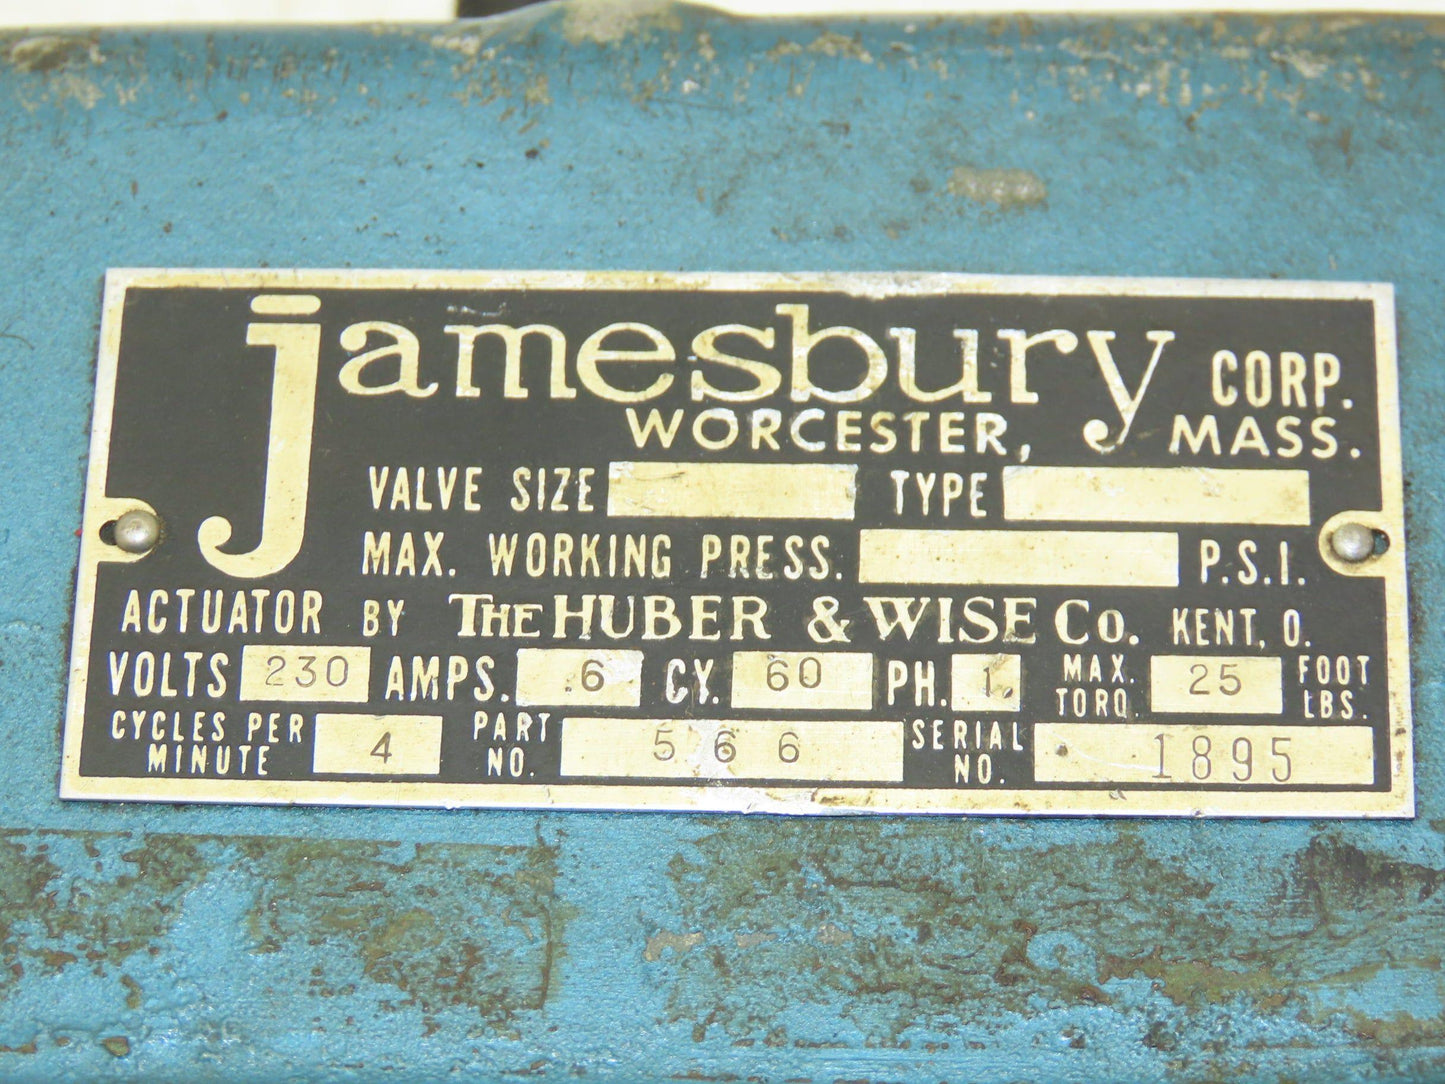 jamesbury CORP.
WORCESTER, MASS.
VALVE SIZE TYPE
MAX. WORKING PRESS. P.S.I.
ACTUATOR BY THE HUBER & WISE CO. KENT, O.
VOLTS 230 AMPS. .6 CY. 60 PH. 1 MAX. TORQ. 25 FOOT LBS.
CYCLES PER MINUTE 4 PART NO. 566 SERIAL NO. 1895